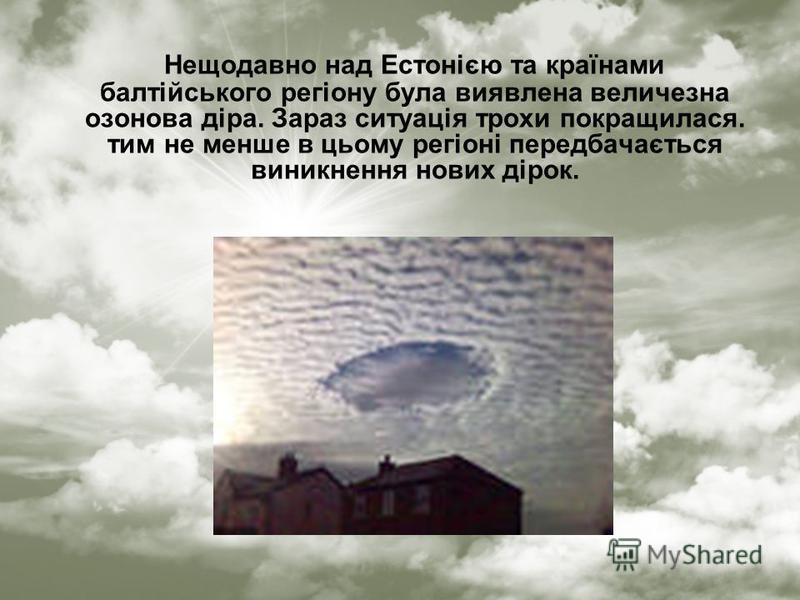 Нещодавно над Естонією та країнами
балтійського регіону була виявлена величезна
озонова діра. Зараз ситуація трохи покращилася.
тим не менше в цьому регіоні передбачається
виникнення нових дірок.
MyShared